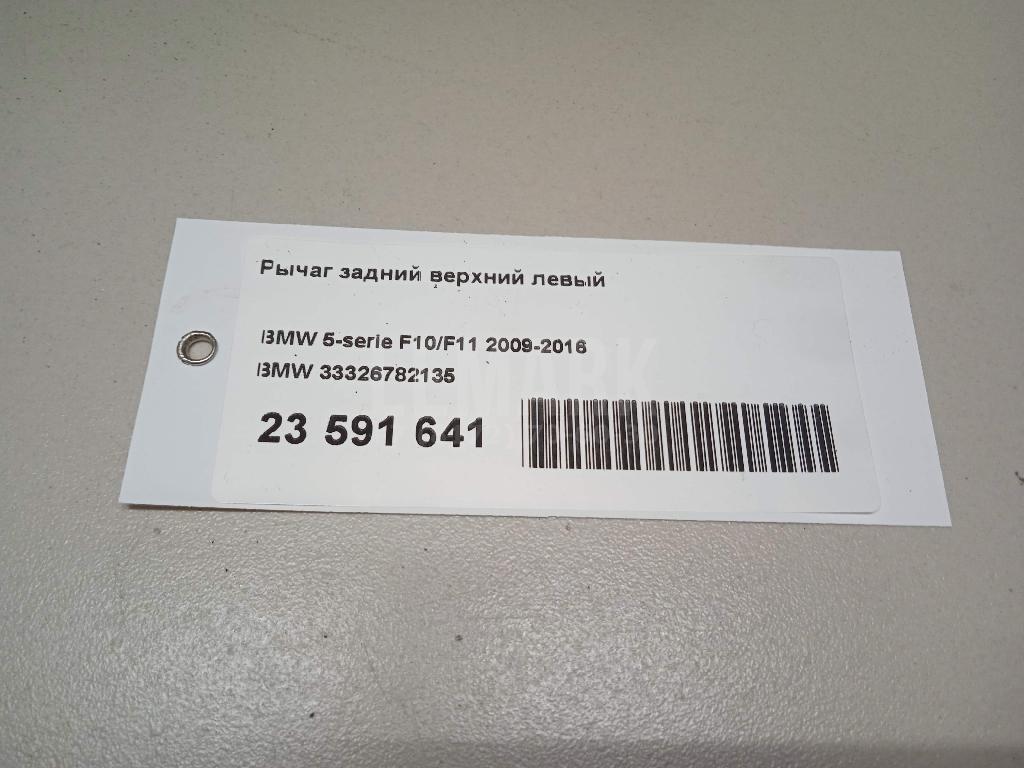 Рычаг задний верхний левый
BMW 5-serie F10/F11 2009-2016
BMW 33326782135
23 591 641